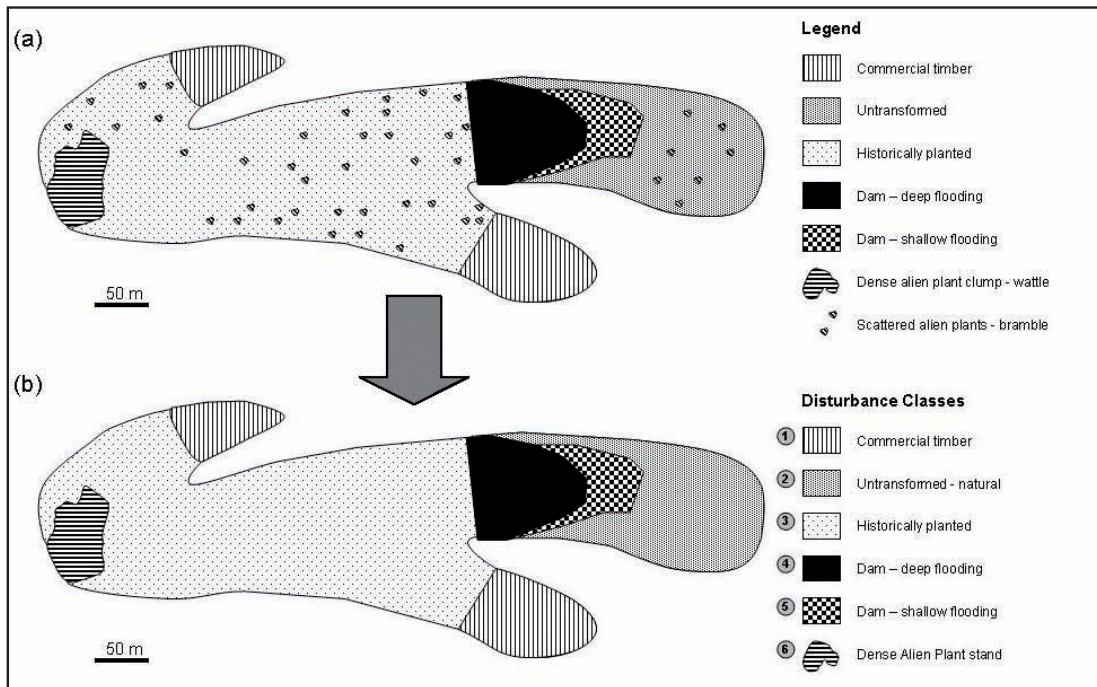 (a)
Legend
Commercial timber
Untransformed
Historically planted
Dam – deep flooding
Dam – shallow flooding
Dense alien plant clump - wattle
Scattered alien plants - bramble
50 m
(b)
Disturbance Classes
1 Commercial timber
2 Untransformed - natural
3 Historically planted
4 Dam – deep flooding
5 Dam – shallow flooding
6 Dense Alien Plant stand
50 m